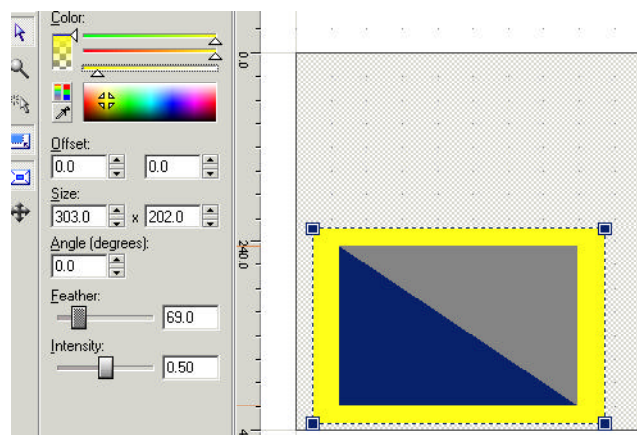 Color:
Offset:
0.0 0.0
Size:
303.0 x 202.0
Angle (degrees):
0.0
Feather:
69.0
Intensity:
0.50
0.0
240.0